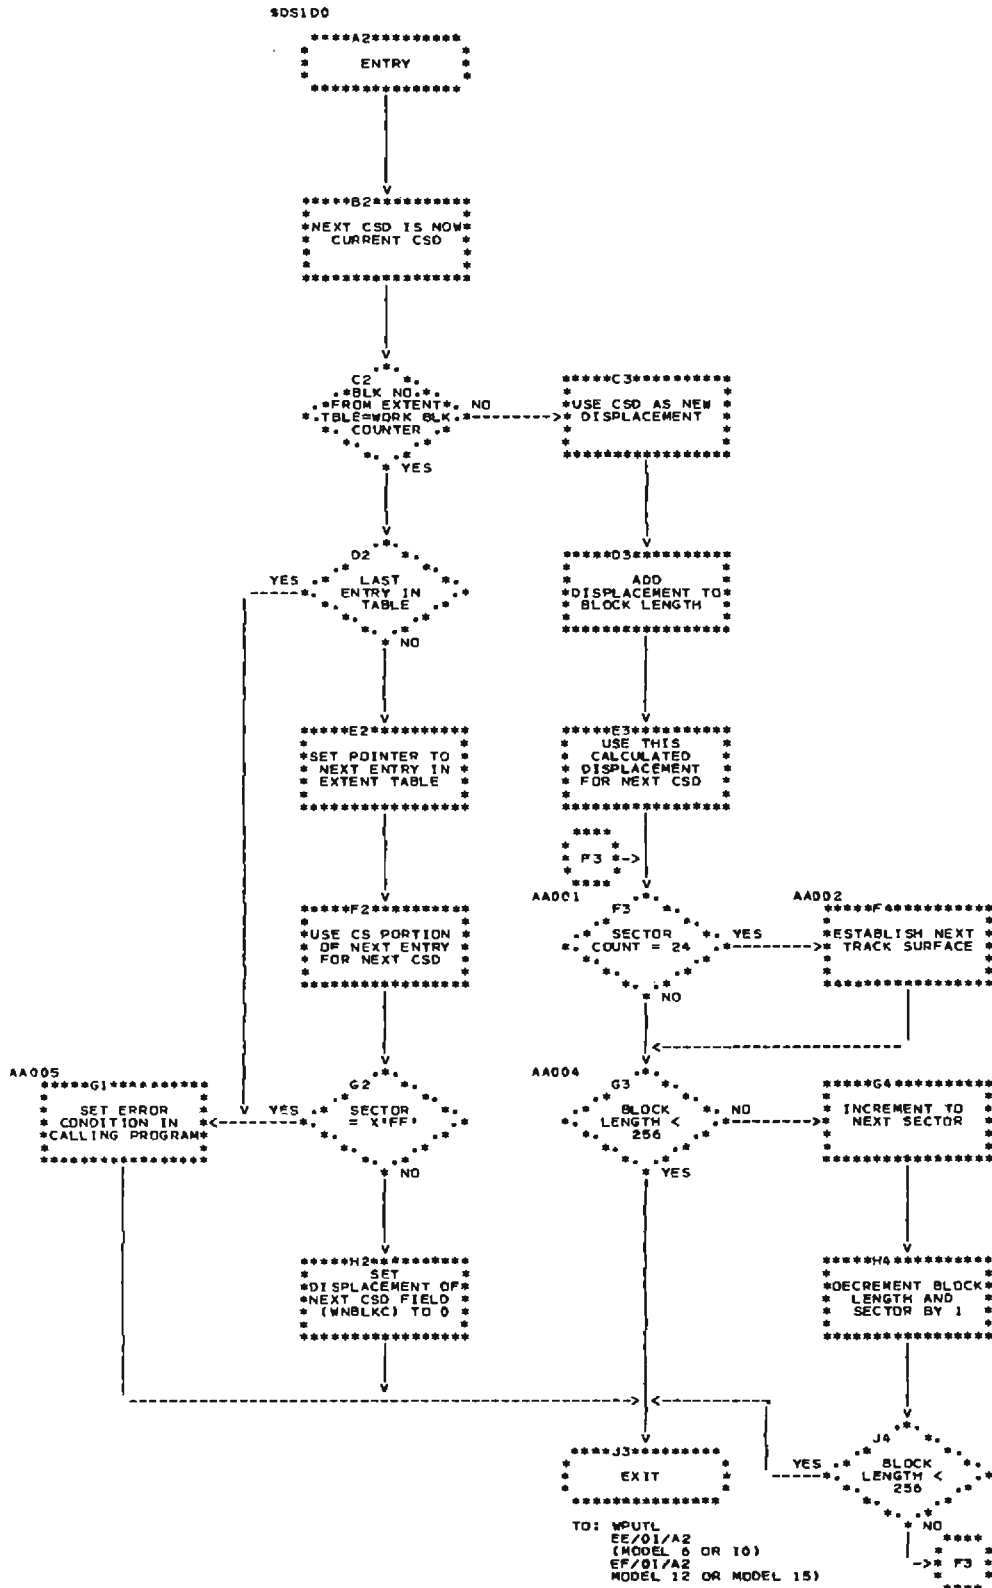 $DS1D0
A2
ENTRY
B2
NEXT CSD IS NOW
CURRENT CSD
C2
BLK NO.
FROM EXTENT
TBLE=WORK BLK
COUNTER
NO
YES
C3
USE CSD AS NEW
DISPLACEMENT
D2
LAST
ENTRY IN
TABLE
YES
NO
D3
ADD
DISPLACEMENT TO
BLOCK LENGTH
E2
SET POINTER TO
NEXT ENTRY IN
EXTENT TABLE
E3
USE THIS
CALCULATED
DISPLACEMENT
FOR NEXT CSD
F3
F2
USE CS PORTION
OF NEXT ENTRY
FOR NEXT CSD
AA001
F3
SECTOR
COUNT = 24
YES
NO
AA002
F4
ESTABLISH NEXT
TRACK SURFACE
AA005
G1
SET ERROR
CONDITION IN
CALLING PROGRAM
G2
SECTOR
= X'FF'
YES
NO
AA004
G3
BLOCK
LENGTH <
256
NO
YES
G4
INCREMENT TO
NEXT SECTOR
H2
SET
DISPLACEMENT OF
NEXT CSD FIELD
(WNBLKC) TO 0
H4
DECREMENT BLOCK
LENGTH AND
SECTOR BY 1
J3
EXIT
J4
BLOCK
LENGTH <
256
YES
NO
F3
TO: WPUTL
EE/01/A2
(MODEL 6 OR 10)
EF/01/A2
MODEL 12 OR MODEL 15)